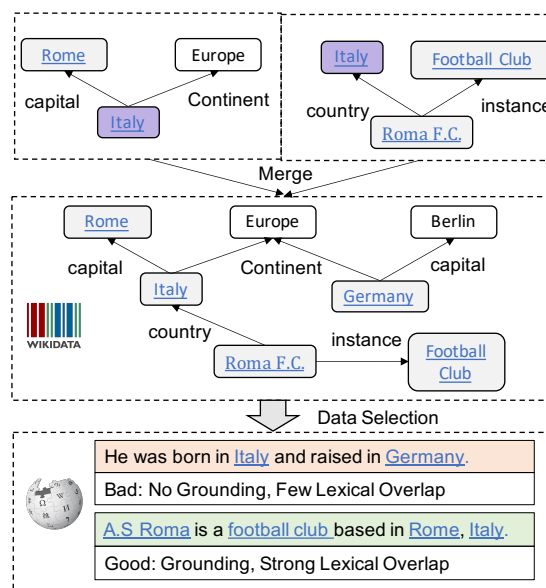 Rome
Europe
capital
Continent
Italy
Italy
Football Club
country
instance
Roma F.C.
Merge
Rome
Europe
Berlin
capital
Continent
capital
Italy
Germany
WIKIDATA
country
instance
Roma F.C.
Football
Club
Data Selection
He was born in Italy and raised in Germany.
Bad: No Grounding, Few Lexical Overlap
A.S Roma is a football club based in Rome, Italy.
Good: Grounding, Strong Lexical Overlap